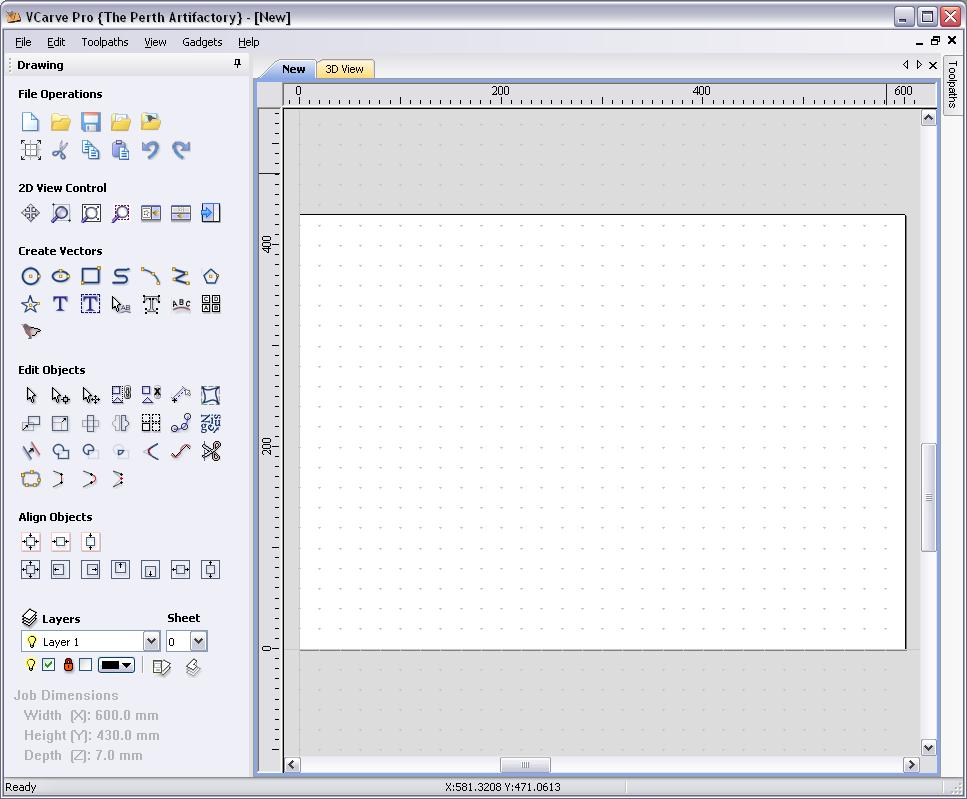 VCarve Pro {The Perth Artifactory} - [New]
File Edit Toolpaths View Gadgets Help
Drawing
New 3D View
Toolpaths
0 200 400 600
File Operations
2D View Control
Create Vectors
T T AB T ABC
400
Edit Objects
200
Align Objects
Layers Sheet
Layer 1 0
0
Job Dimensions
Width (X): 600.0 mm
Height (Y): 430.0 mm
Depth (Z): 7.0 mm
Ready X:581.3208 Y:471.0613